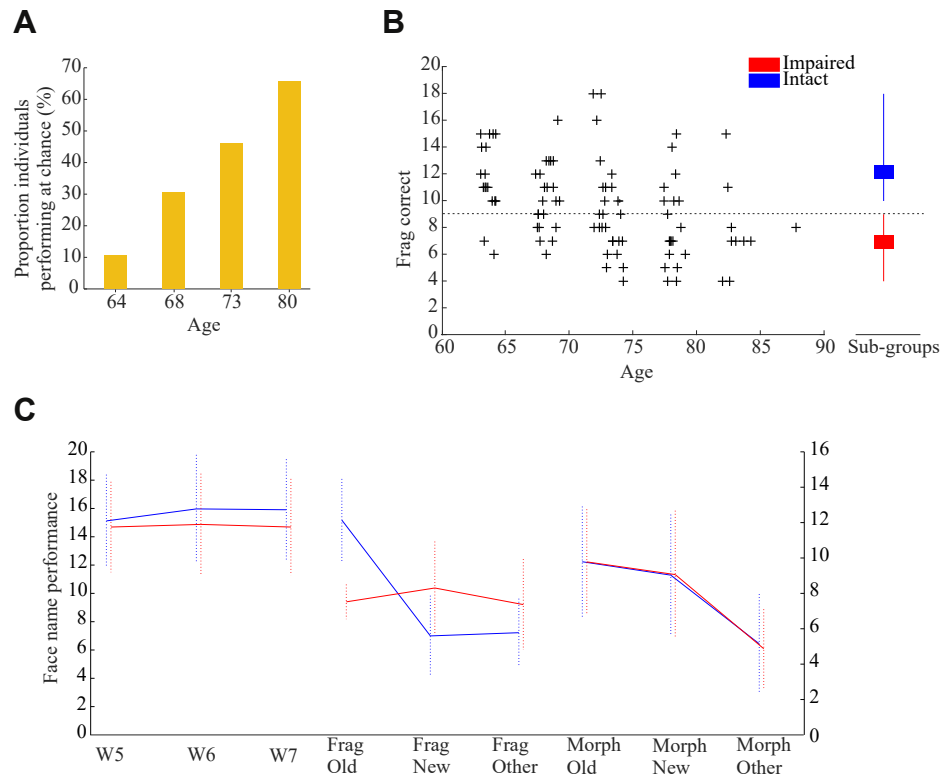 A
Proportion individuals
performing at chance (%)
70
60
50
40
30
20
10
0
64 68 73 80
Age
B
Impaired
Intact
Frag correct
20
18
16
14
12
10
8
6
4
2
0
60 65 70 75 80 85 90
Age
Sub-groups
C
Face name performance
20
18
16
14
12
10
8
6
4
2
0
16
14
12
10
8
6
4
2
0
W5 W6 W7
Frag
Old
Frag
New
Frag
Other
Morph
Old
Morph
New
Morph
Other